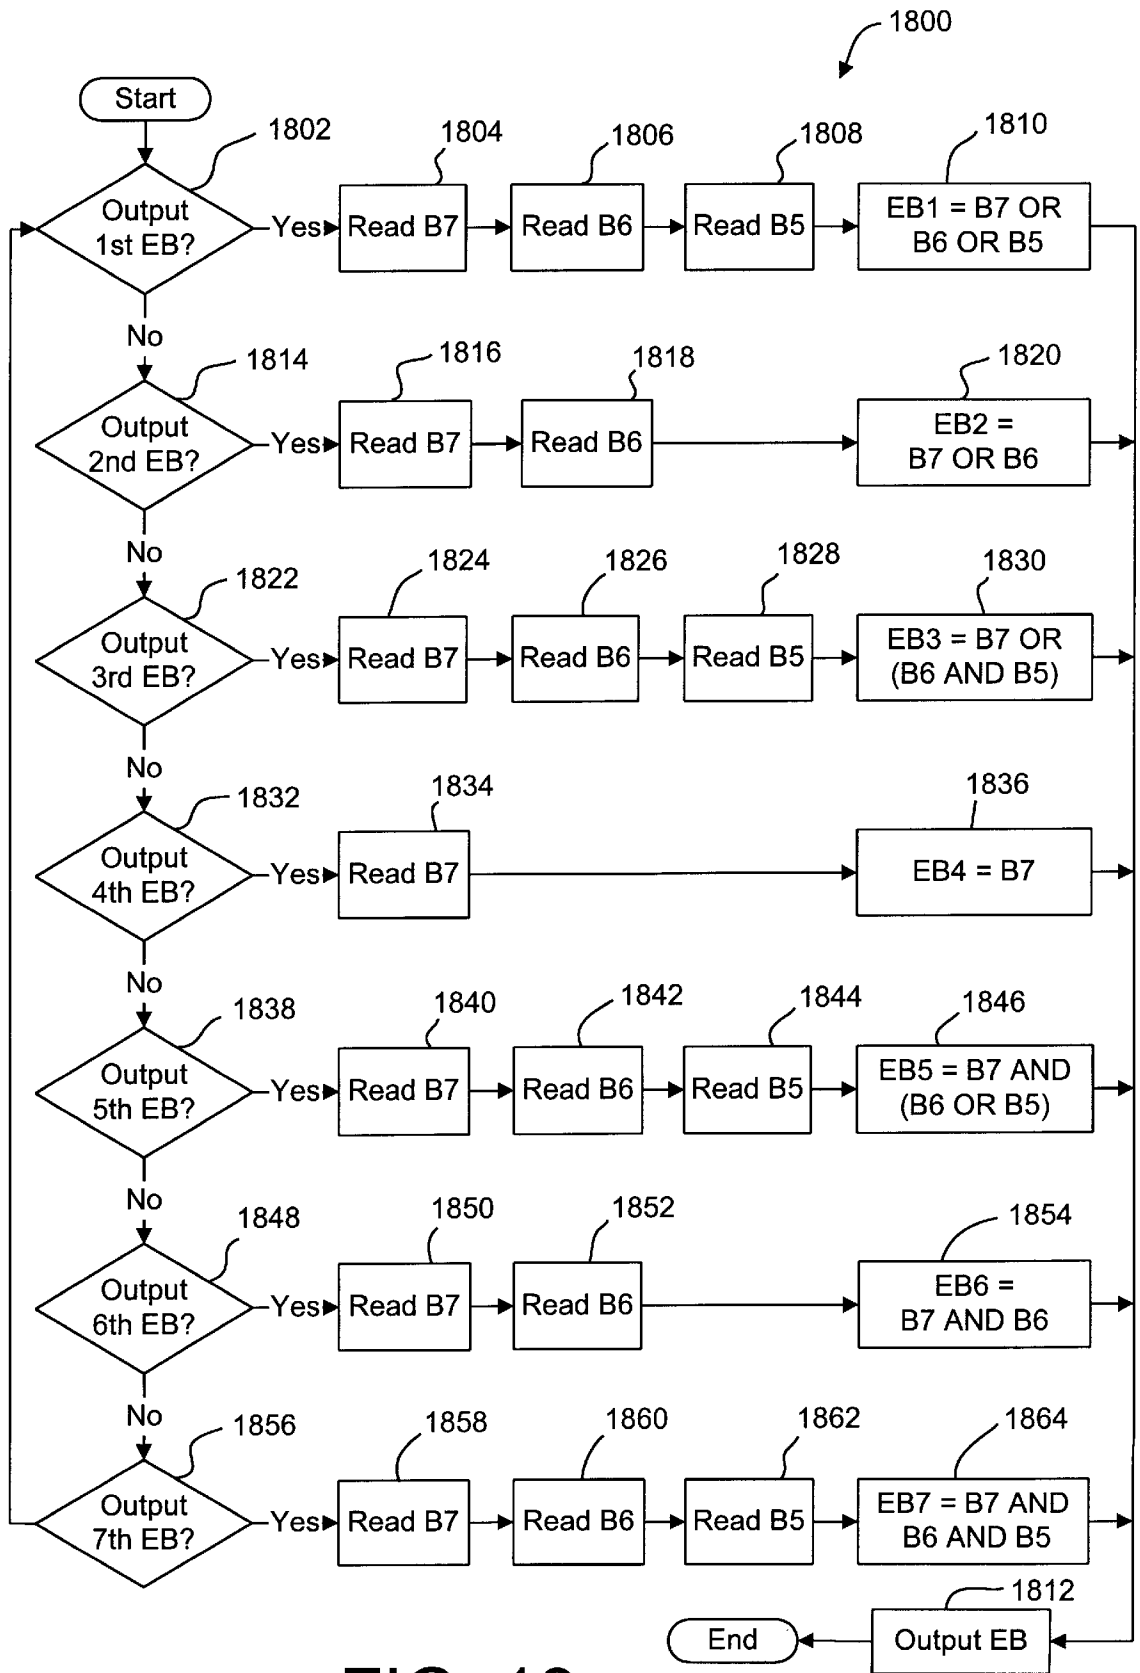 1800
Start
1802
1804
1806
1808
1810
Output
1st EB?
Yes
Read B7
Read B6
Read B5
EB1 = B7 OR
B6 OR B5
No
1814
1816
1818
1820
Output
2nd EB?
Yes
Read B7
Read B6
EB2 =
B7 OR B6
No
1822
1824
1826
1828
1830
Output
3rd EB?
Yes
Read B7
Read B6
Read B5
EB3 = B7 OR
(B6 AND B5)
No
1832
1834
1836
Output
4th EB?
Yes
Read B7
EB4 = B7
No
1838
1840
1842
1844
1846
Output
5th EB?
Yes
Read B7
Read B6
Read B5
EB5 = B7 AND
(B6 OR B5)
No
1848
1850
1852
1854
Output
6th EB?
Yes
Read B7
Read B6
EB6 =
B7 AND B6
No
1856
1858
1860
1862
1864
Output
7th EB?
Yes
Read B7
Read B6
Read B5
EB7 = B7 AND
B6 AND B5
1812
End
Output EB
FIG.